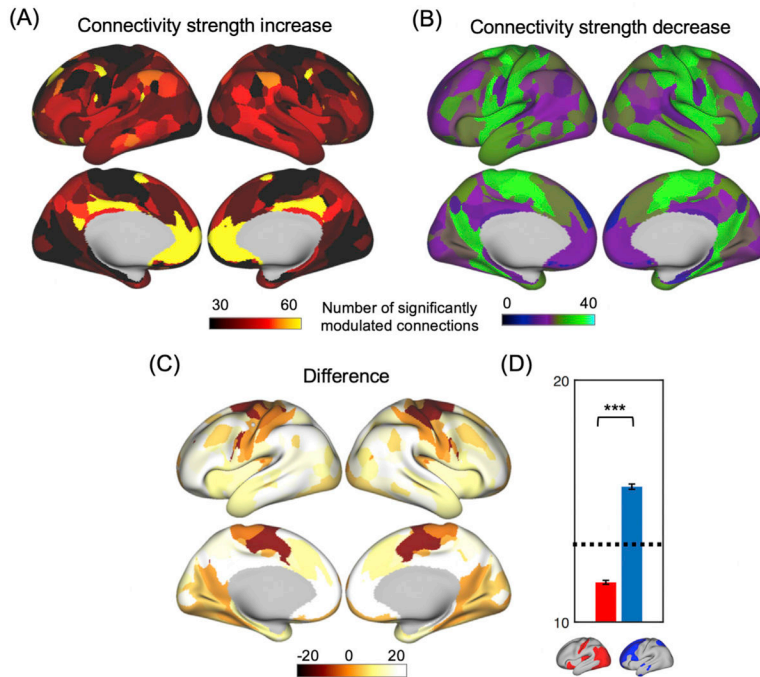 (A) Connectivity strength increase
(B) Connectivity strength decrease
30 60
Number of significantly
modulated connections
0 40
(C) Difference
(D)
20
***
10
-20 0 20